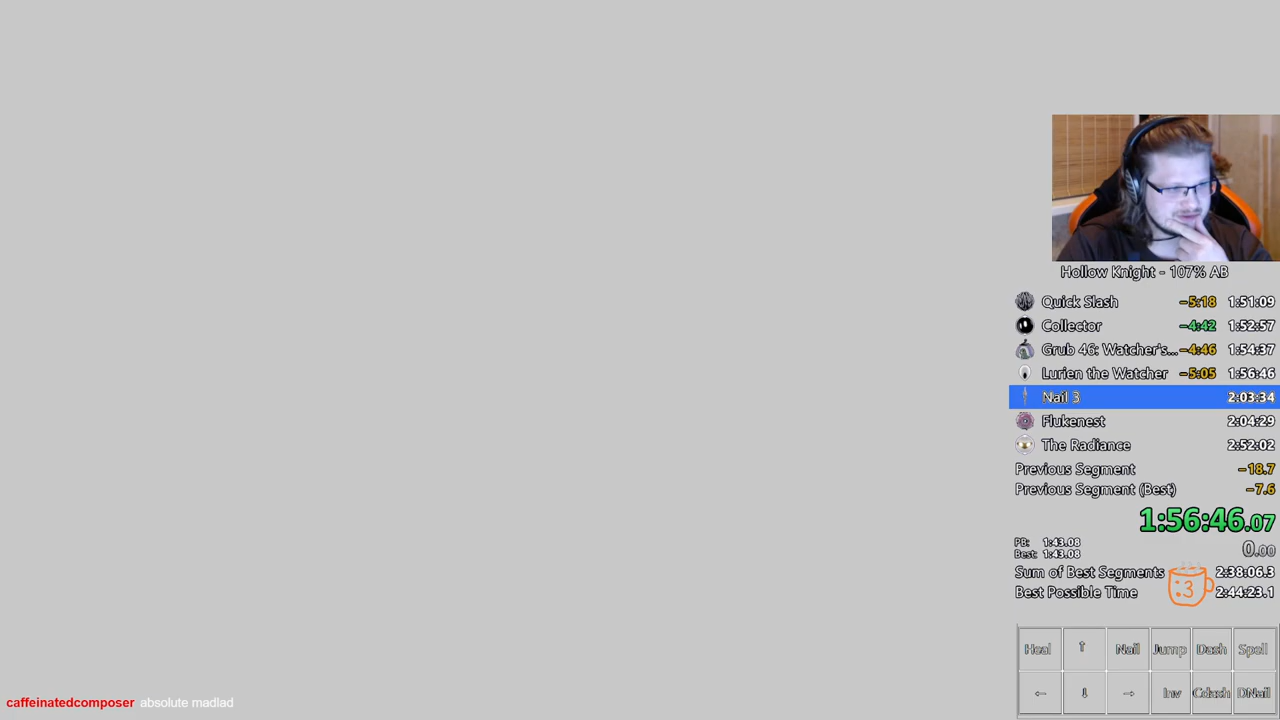 Hollow Knight - 107% AB
Quick Slash -5:18 1:51:09
Collector -4:42 1:52:57
Grub 46: Watcher's... -4:46 1:54:37
Lurien the Watcher -5:05 1:56:46
Nail 3 2:03:34
Flukenest 2:04:29
The Radiance 2:52:02
Previous Segment -18.7
Previous Segment (Best) -7.6
1:56:46.07
PB: 1:43.08 0.00
Best: 1:43.08
Sum of Best Segments 2:38:06.3
Best Possible Time 2:44:23.1
Heal ↑ Nail Jump Dash Spell
← ↓ → Inv Cdash DNail
caffeinatedcomposer absolute madlad